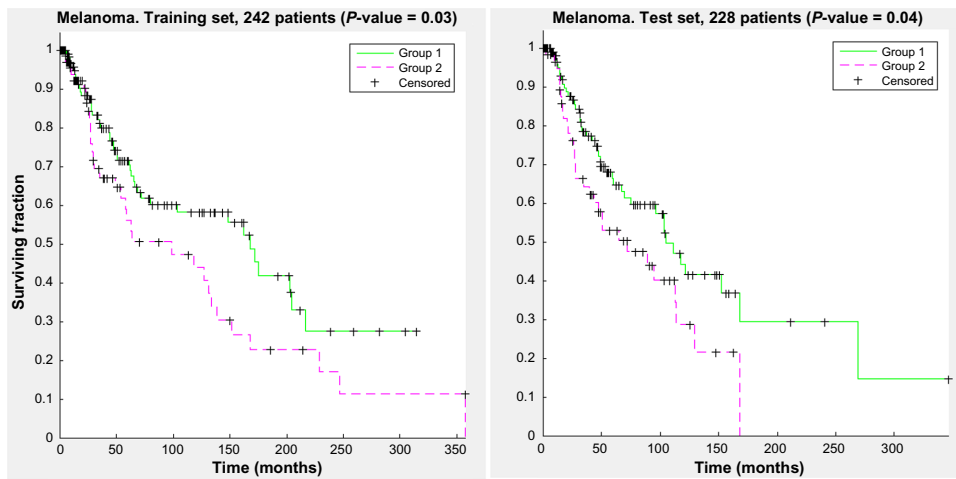 Melanoma. Training set, 242 patients (P-value = 0.03)
Surviving fraction
1
0.9
0.8
0.7
0.6
0.5
0.4
0.3
0.2
0.1
0
Group 1
Group 2
Censored
0 50 100 150 200 250 300 350
Time (months)
Melanoma. Test set, 228 patients (P-value = 0.04)
1
0.9
0.8
0.7
0.6
0.5
0.4
0.3
0.2
0.1
0
Group 1
Group 2
Censored
0 50 100 150 200 250 300
Time (months)